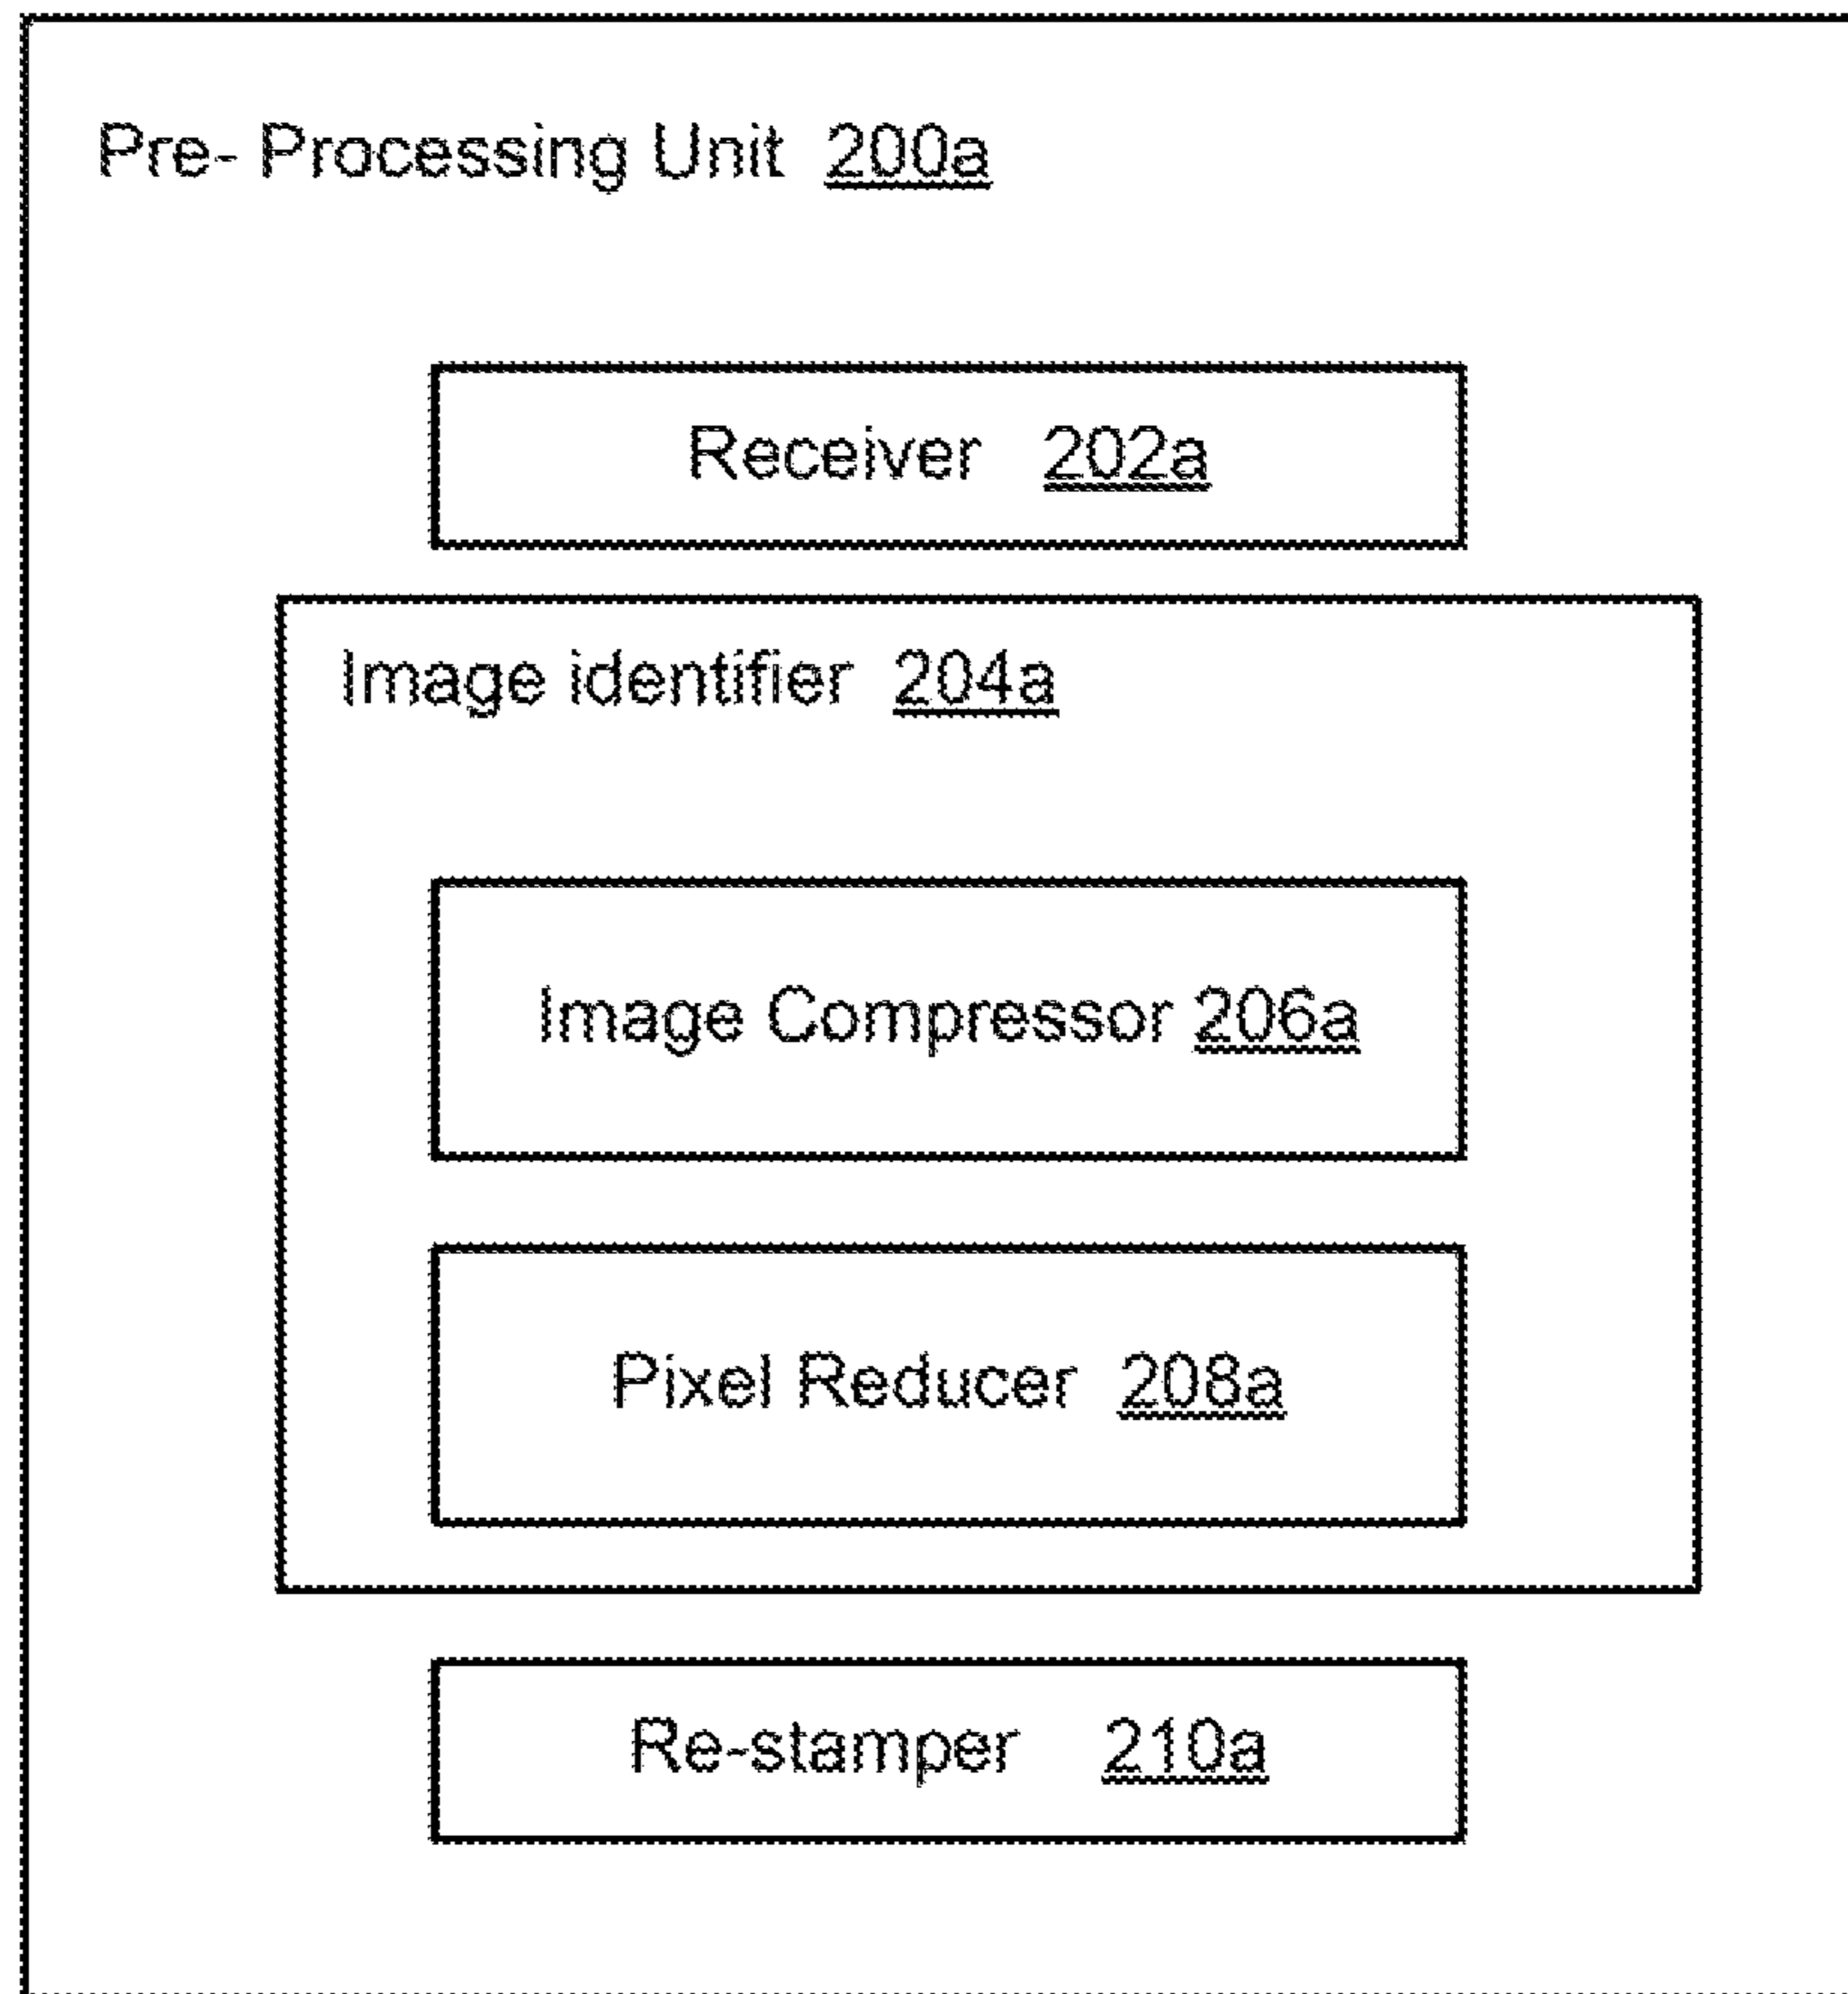 Pre- Processing Unit 200a
Receiver 202a
Image identifier 204a
Image Compressor 206a
Pixel Reducer 208a
Re-stamper 210a